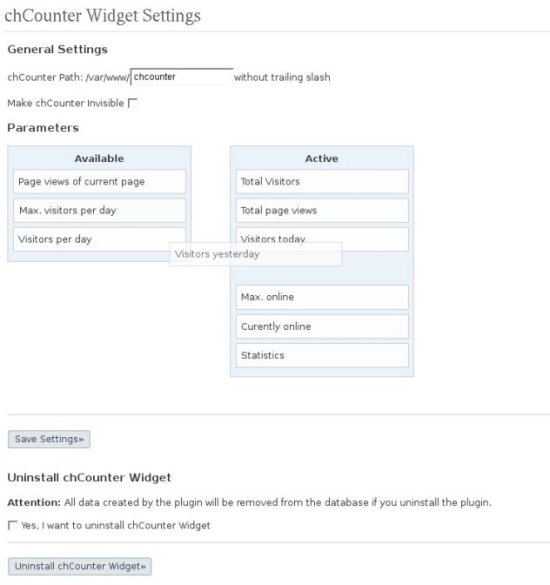 chCounter Widget Settings
General Settings
chCounter Path: /var/www/ chcounter without trailing slash
Make chCounter Invisible
Parameters
Available
Page views of current page
Max. visitors per day
Visitors per day
Active
Total Visitors
Total page views
Visitors today
Visitors yesterday
Max. online
Curently online
Statistics
Save Settings»
Uninstall chCounter Widget
Attention: All data created by the plugin will be removed from the database if you uninstall the plugin.
Yes, I want to uninstall chCounter Widget
Uninstall chCounter Widget»